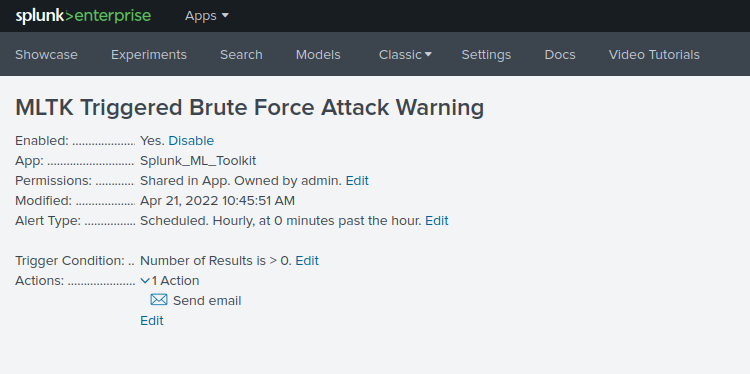 splunk>enterprise Apps
Showcase Experiments Search Models Classic Settings Docs Video Tutorials
MLTK Triggered Brute Force Attack Warning
Enabled: ................... Yes. Disable
App: .......................... Splunk_ML_Toolkit
Permissions: ............ Shared in App. Owned by admin. Edit
Modified: .................. Apr 21, 2022 10:45:51 AM
Alert Type: ................ Scheduled. Hourly, at 0 minutes past the hour. Edit
Trigger Condition: .. Number of Results is > 0. Edit
Actions: ..................... 1 Action
Send email
Edit